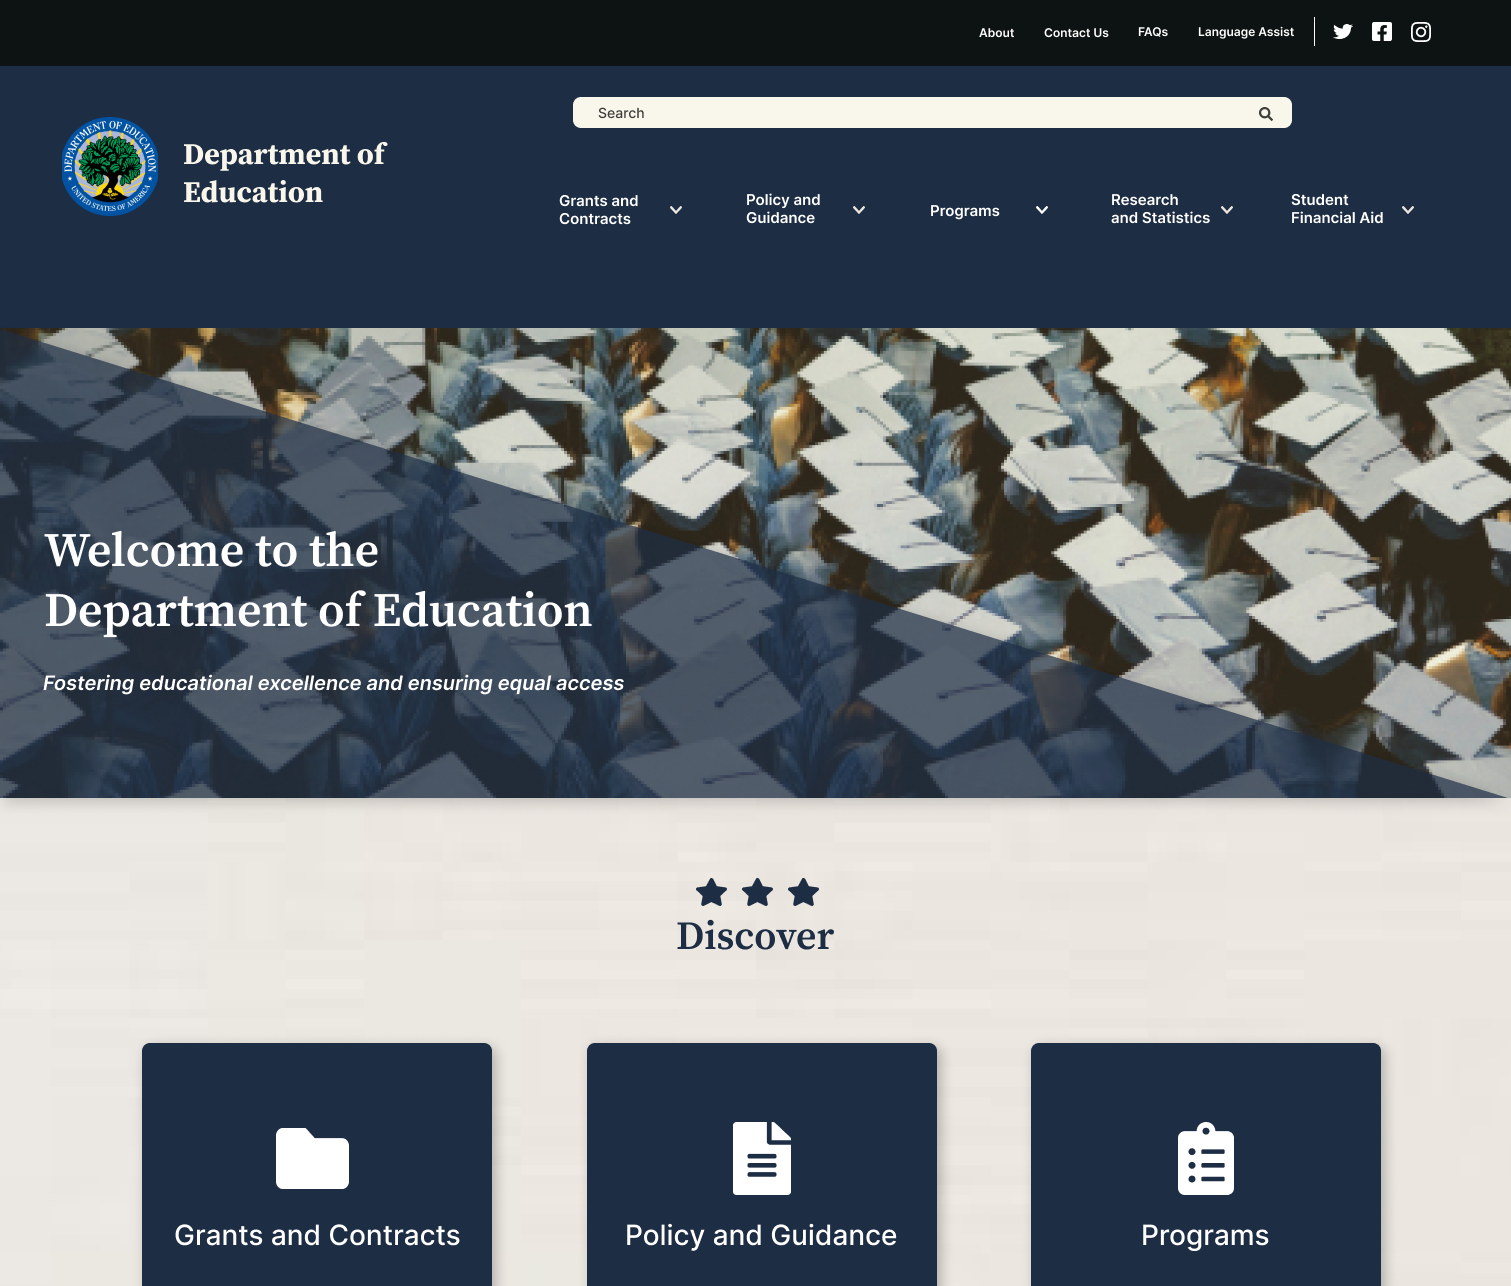 About
Contact Us
FAQs
Language Assist
Search
DEPARTMENT OF EDUCATION
UNITED STATES OF AMERICA
Department of
Education
Grants and
Contracts
Policy and
Guidance
Programs
Research
and Statistics
Student
Financial Aid
Welcome to the
Department of Education
Fostering educational excellence and ensuring equal access
Discover
Grants and Contracts
Policy and Guidance
Programs